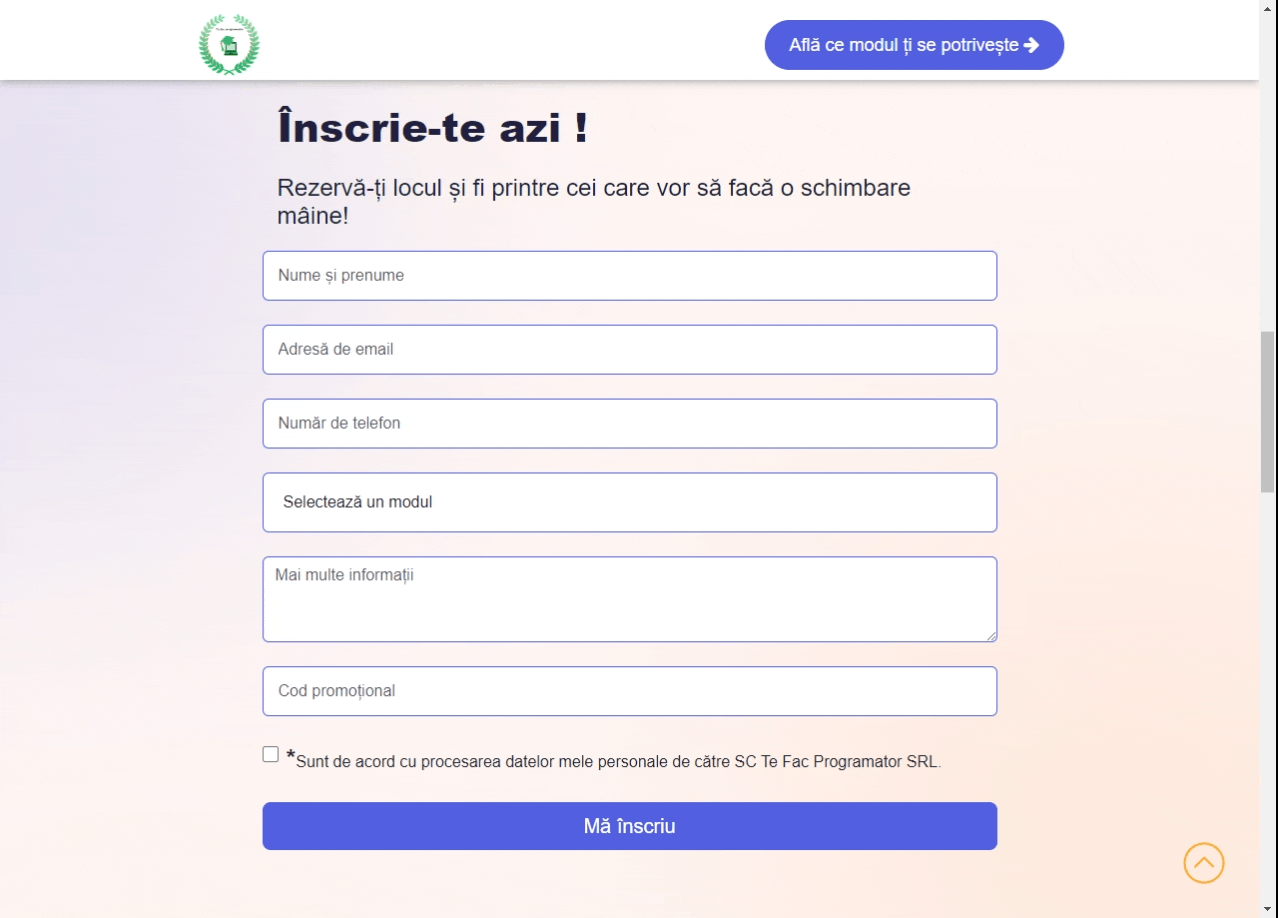 Află ce modul ți se potrivește
Înscrie-te azi !
Rezervă-ți locul și fi printre cei care vor să facă o schimbare
mâine!
Nume și prenume
Adresă de email
Număr de telefon
Selectează un modul
Mai multe informații
Cod promoțional
*Sunt de acord cu procesarea datelor mele personale de către SC Te Fac Programator SRL.
Mă înscriu